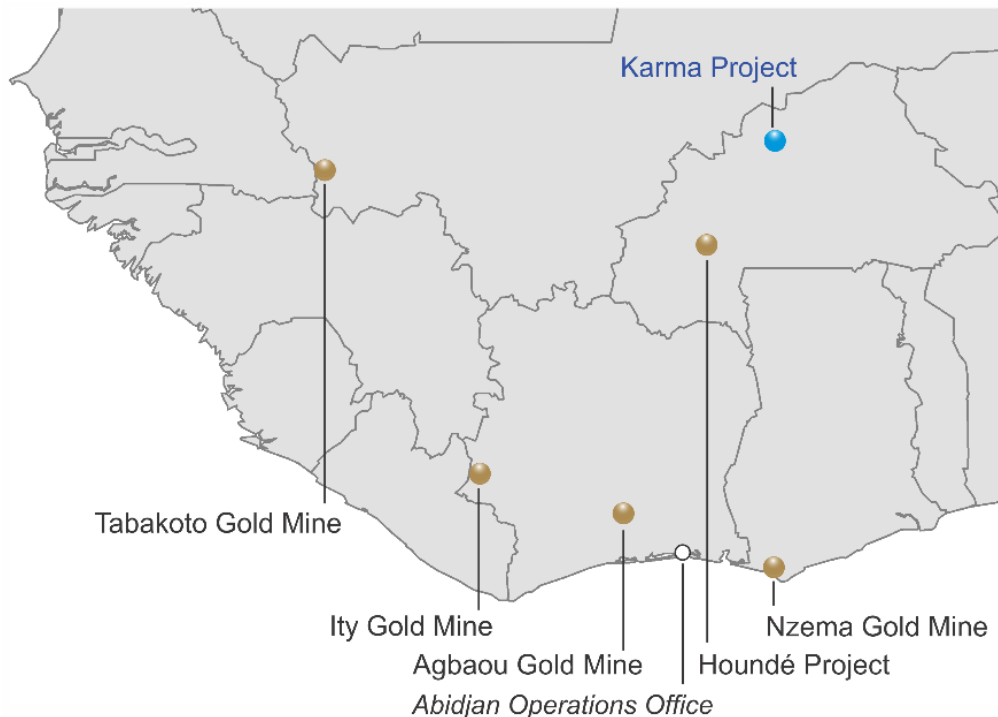 Karma Project
Tabakoto Gold Mine
Ity Gold Mine
Nzema Gold Mine
Agbaou Gold Mine
Houndé Project
Abidjan Operations Office